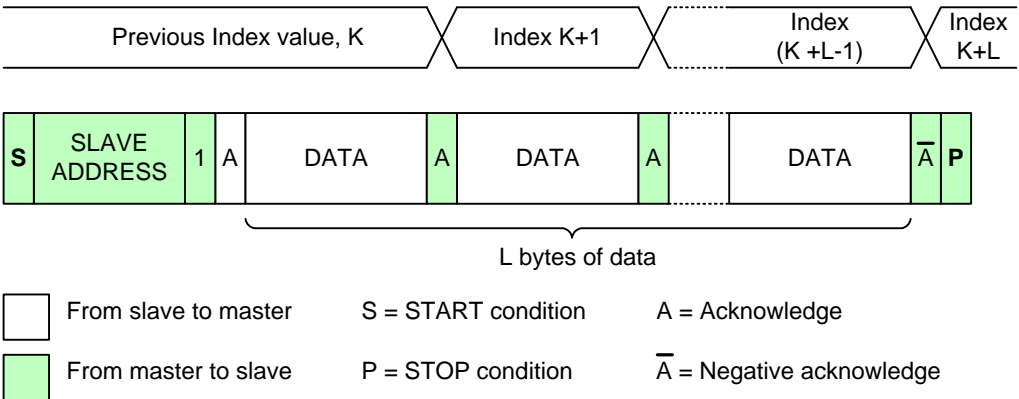 Previous Index value, K
Index K+1
Index
(K +L-1)
Index
K+L
S
SLAVE
ADDRESS
1
A
DATA
A
DATA
A
DATA
A̅
P
L bytes of data
From slave to master
S = START condition
A = Acknowledge
From master to slave
P = STOP condition
A̅ = Negative acknowledge